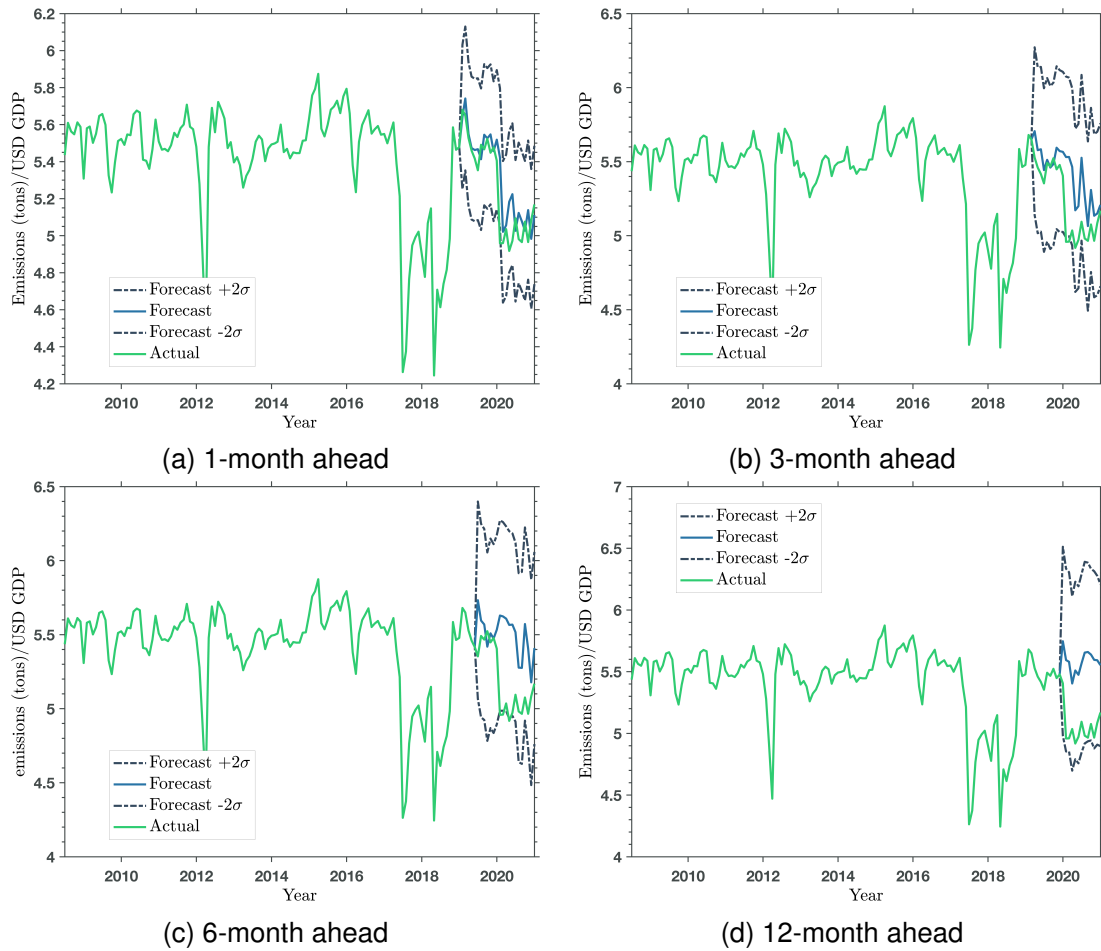 6.2
6
5.8
5.6
5.4
5.2
5
4.8
4.6
4.4
4.2
Emissions (tons)/USD GDP
Forecast +2σ
Forecast
Forecast -2σ
Actual
2010 2012 2014 2016 2018 2020
Year
(a) 1-month ahead
6.5
6
5.5
5
4.5
4
Emissions (tons)/USD GDP
Forecast +2σ
Forecast
Forecast -2σ
Actual
2010 2012 2014 2016 2018 2020
Year
(b) 3-month ahead
6.5
6
5.5
5
4.5
4
emissions (tons)/USD GDP
Forecast +2σ
Forecast
Forecast -2σ
Actual
2010 2012 2014 2016 2018 2020
Year
(c) 6-month ahead
7
6.5
6
5.5
5
4.5
4
Emissions (tons)/USD GDP
Forecast +2σ
Forecast
Forecast -2σ
Actual
2010 2012 2014 2016 2018 2020
Year
(d) 12-month ahead